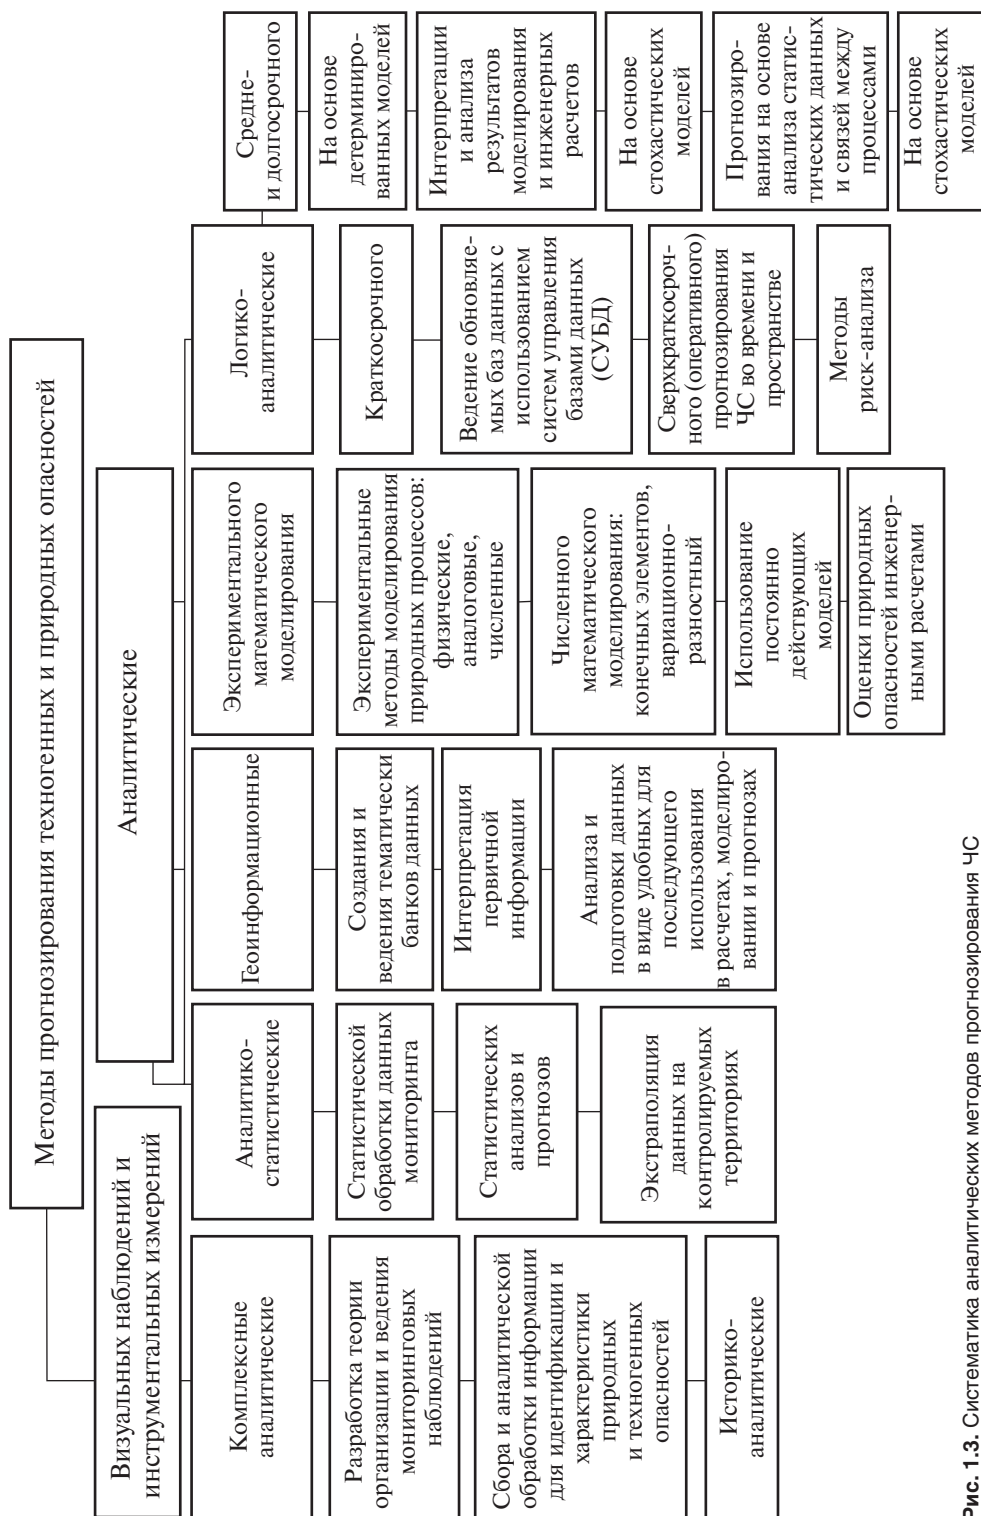 Методы прогнозирования техногенных и природных опасностей
Визуальных наблюдений и
инструментальных измерений
Аналитические
Комплексные
аналитические
Разработка теории
организации и ведения
мониторинговых
наблюдений
Сбора и аналитической
обработки информации
для идентификации и
характеристики
природных
и техногенных
опасностей
Историко-
аналитические
Аналитико-
статистические
Статистической
обработки данных
мониторинга
Статистических
анализов и
прогнозов
Экстраполяция
данных на
контролируемых
территориях
Геоинформационные
Создания и
ведения тематически
банков данных
Интерпретация
первичной
информации
Анализа и
подготовки данных
в виде удобных для
последующего
использования
в расчетах, моделиро-
вании и прогнозах
Экспериментального
математического
моделирования
Экспериментальные
методы моделирования
природных процессов:
физические,
аналоговые,
численные
Численного
математического
моделирования:
конечных элементов,
вариационно-
разностный
Использование
постоянно
действующих
моделей
Оценки природных
опасностей инженер-
ными расчетами
Логико-
аналитические
Краткосрочного
Ведение обновляе-
мых баз данных с
использованием
систем управления
базами данных
(СУБД)
Сверхкраткосроч-
ного (оперативного)
прогнозирования
ЧС во времени и
пространстве
Методы
риск-анализа
Средне-
и долгосрочного
На основе
детерминиро-
ванных моделей
Интерпретации
и анализа
результатов
моделирования
и инженерных
расчетов
На основе
стохастических
моделей
Прогнозиро-
вания на основе
анализа статис-
тических данных
и связей между
процессами
На основе
стохастических
моделей
Рис. 1.3. Систематика аналитических методов прогнозирования ЧС